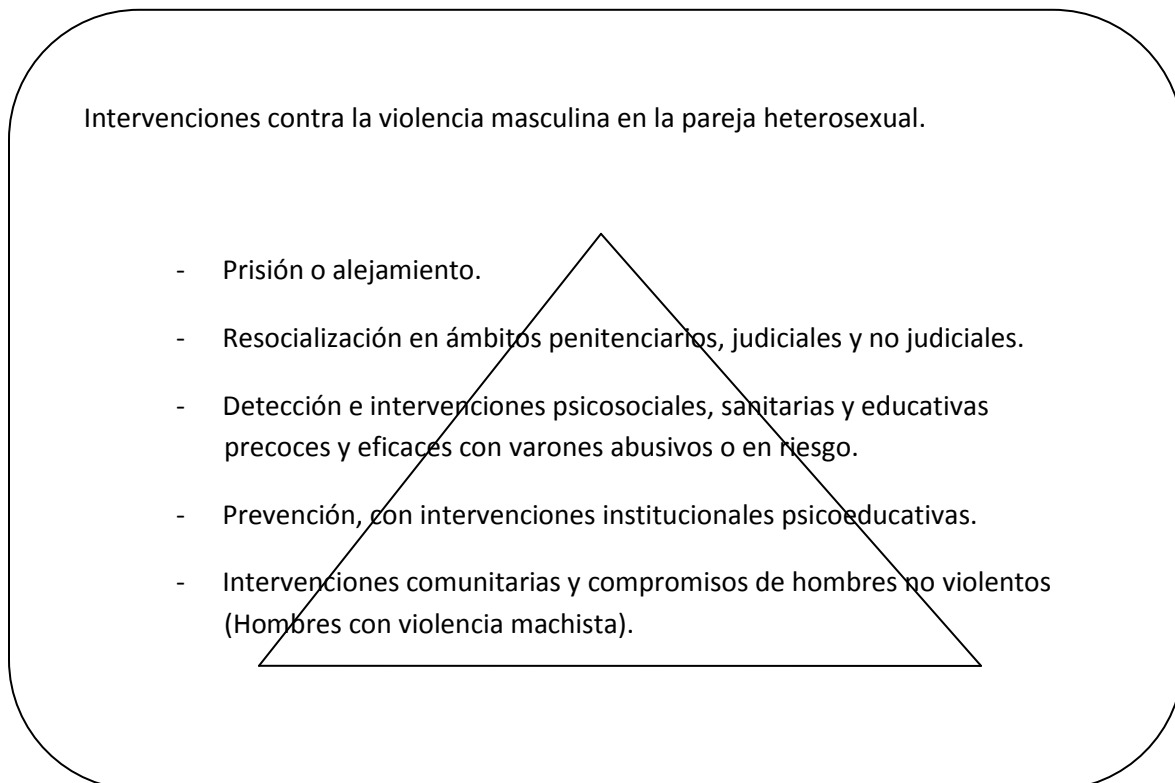 Intervenciones contra la violencia masculina en la pareja heterosexual.
- Prisión o alejamiento.
- Resocialización en ámbitos penitenciarios, judiciales y no judiciales.
- Detección e intervenciones psicosociales, sanitarias y educativas
precoces y eficaces con varones abusivos o en riesgo.
- Prevención, con intervenciones institucionales psicoeducativas.
- Intervenciones comunitarias y compromisos de hombres no violentos
(Hombres con violencia machista).